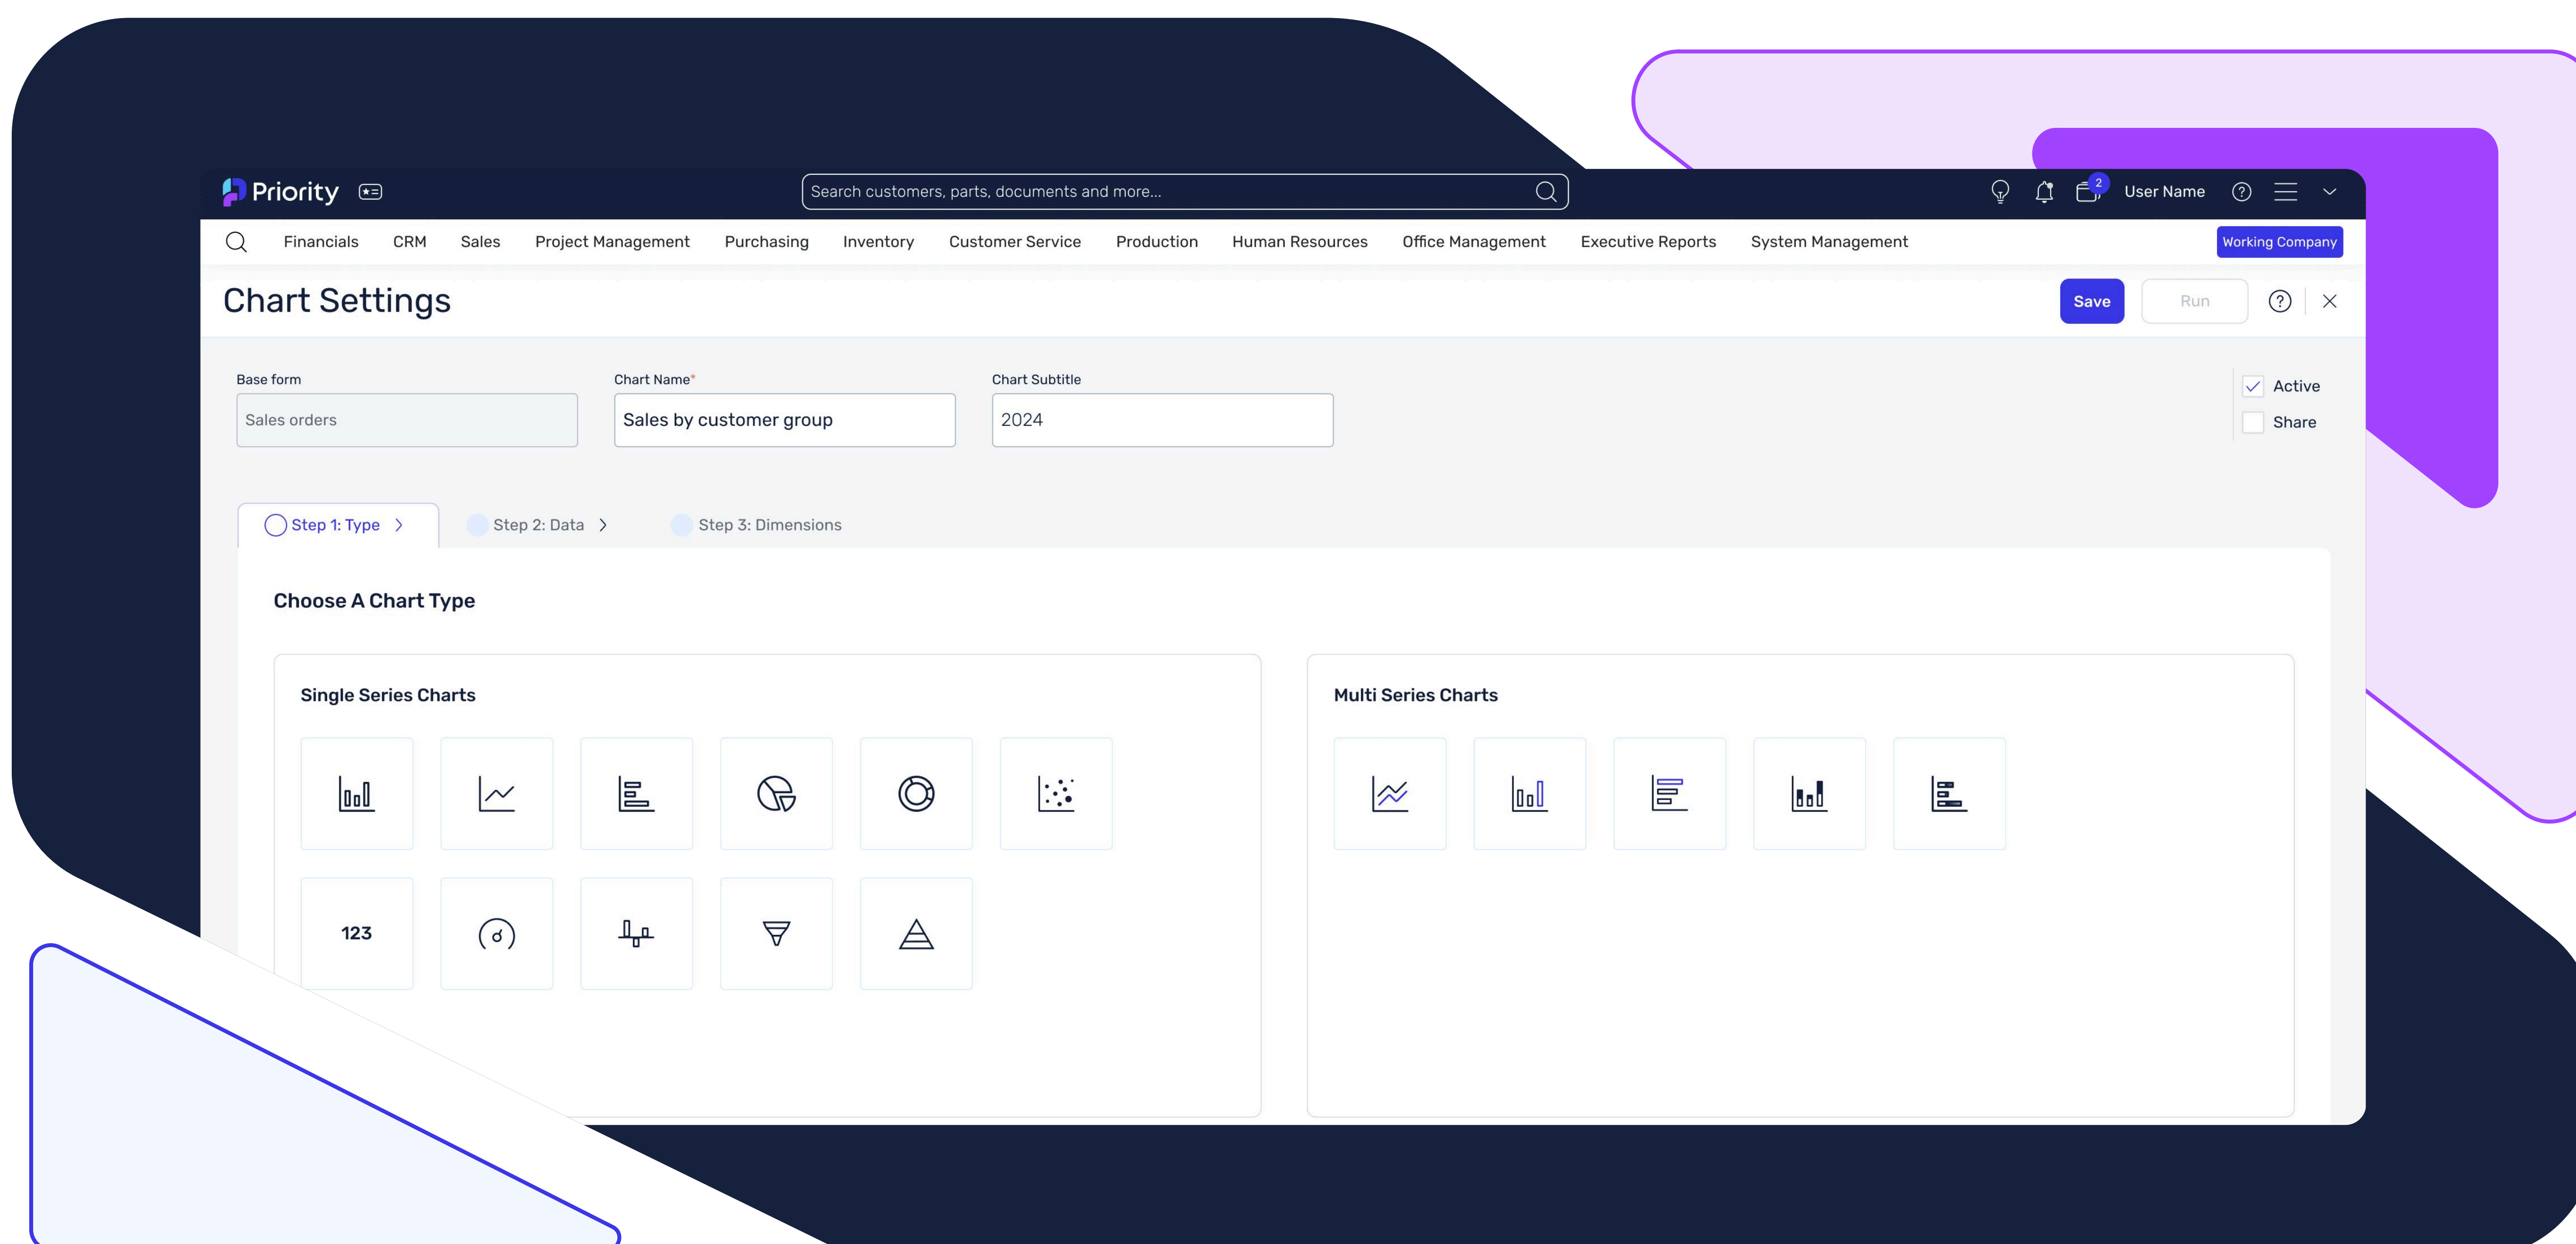 Priority
Search customers, parts, documents and more...
2
User Name
Financials CRM Sales Project Management Purchasing Inventory Customer Service Production Human Resources Office Management Executive Reports System Management Working Company
Chart Settings
Save Run ?
Base form Chart Name* Chart Subtitle
Sales orders Sales by customer group 2024
Active
Share
Step 1: Type Step 2: Data Step 3: Dimensions
Choose A Chart Type
Single Series Charts
Multi Series Charts
123